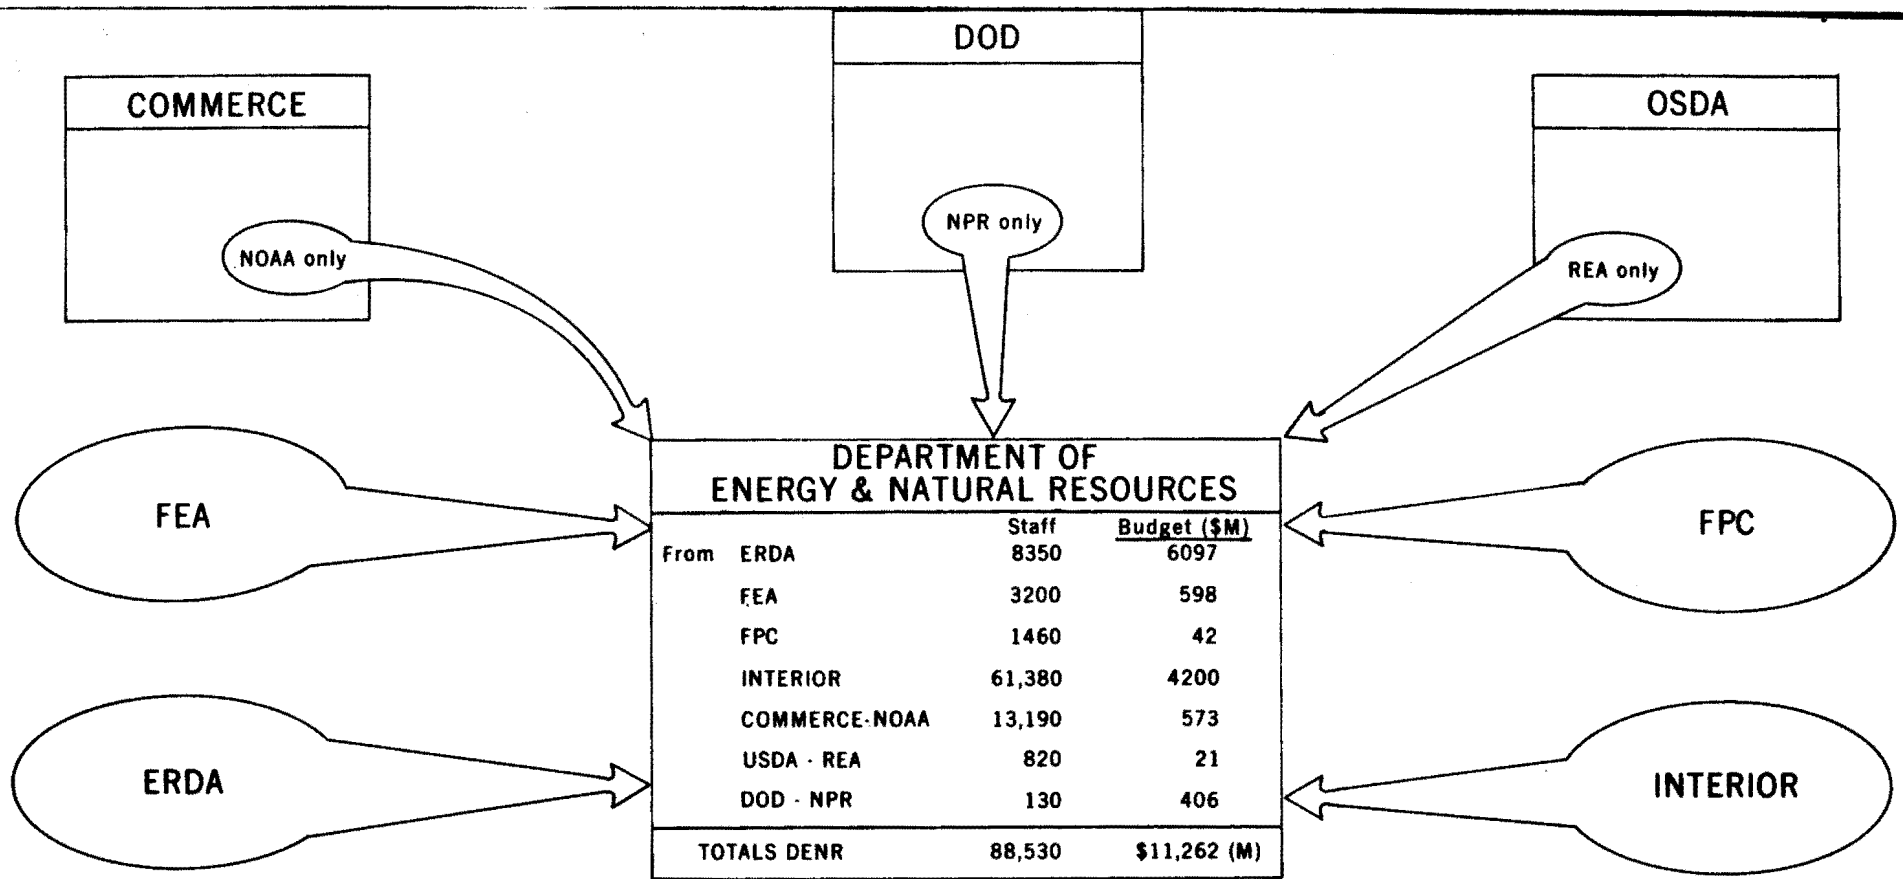 DOD
COMMERCE
OSDA
NPR only
NOAA only
REA only
DEPARTMENT OF
ENERGY & NATURAL RESOURCES
FEA
FPC
Staff Budget ($M)
From ERDA 8350 6097
FEA 3200 598
FPC 1460 42
INTERIOR 61,380 4200
COMMERCE-NOAA 13,190 573
USDA - REA 820 21
DOD - NPR 130 406
TOTALS DENR 88,530 $11,262 (M)
ERDA
INTERIOR